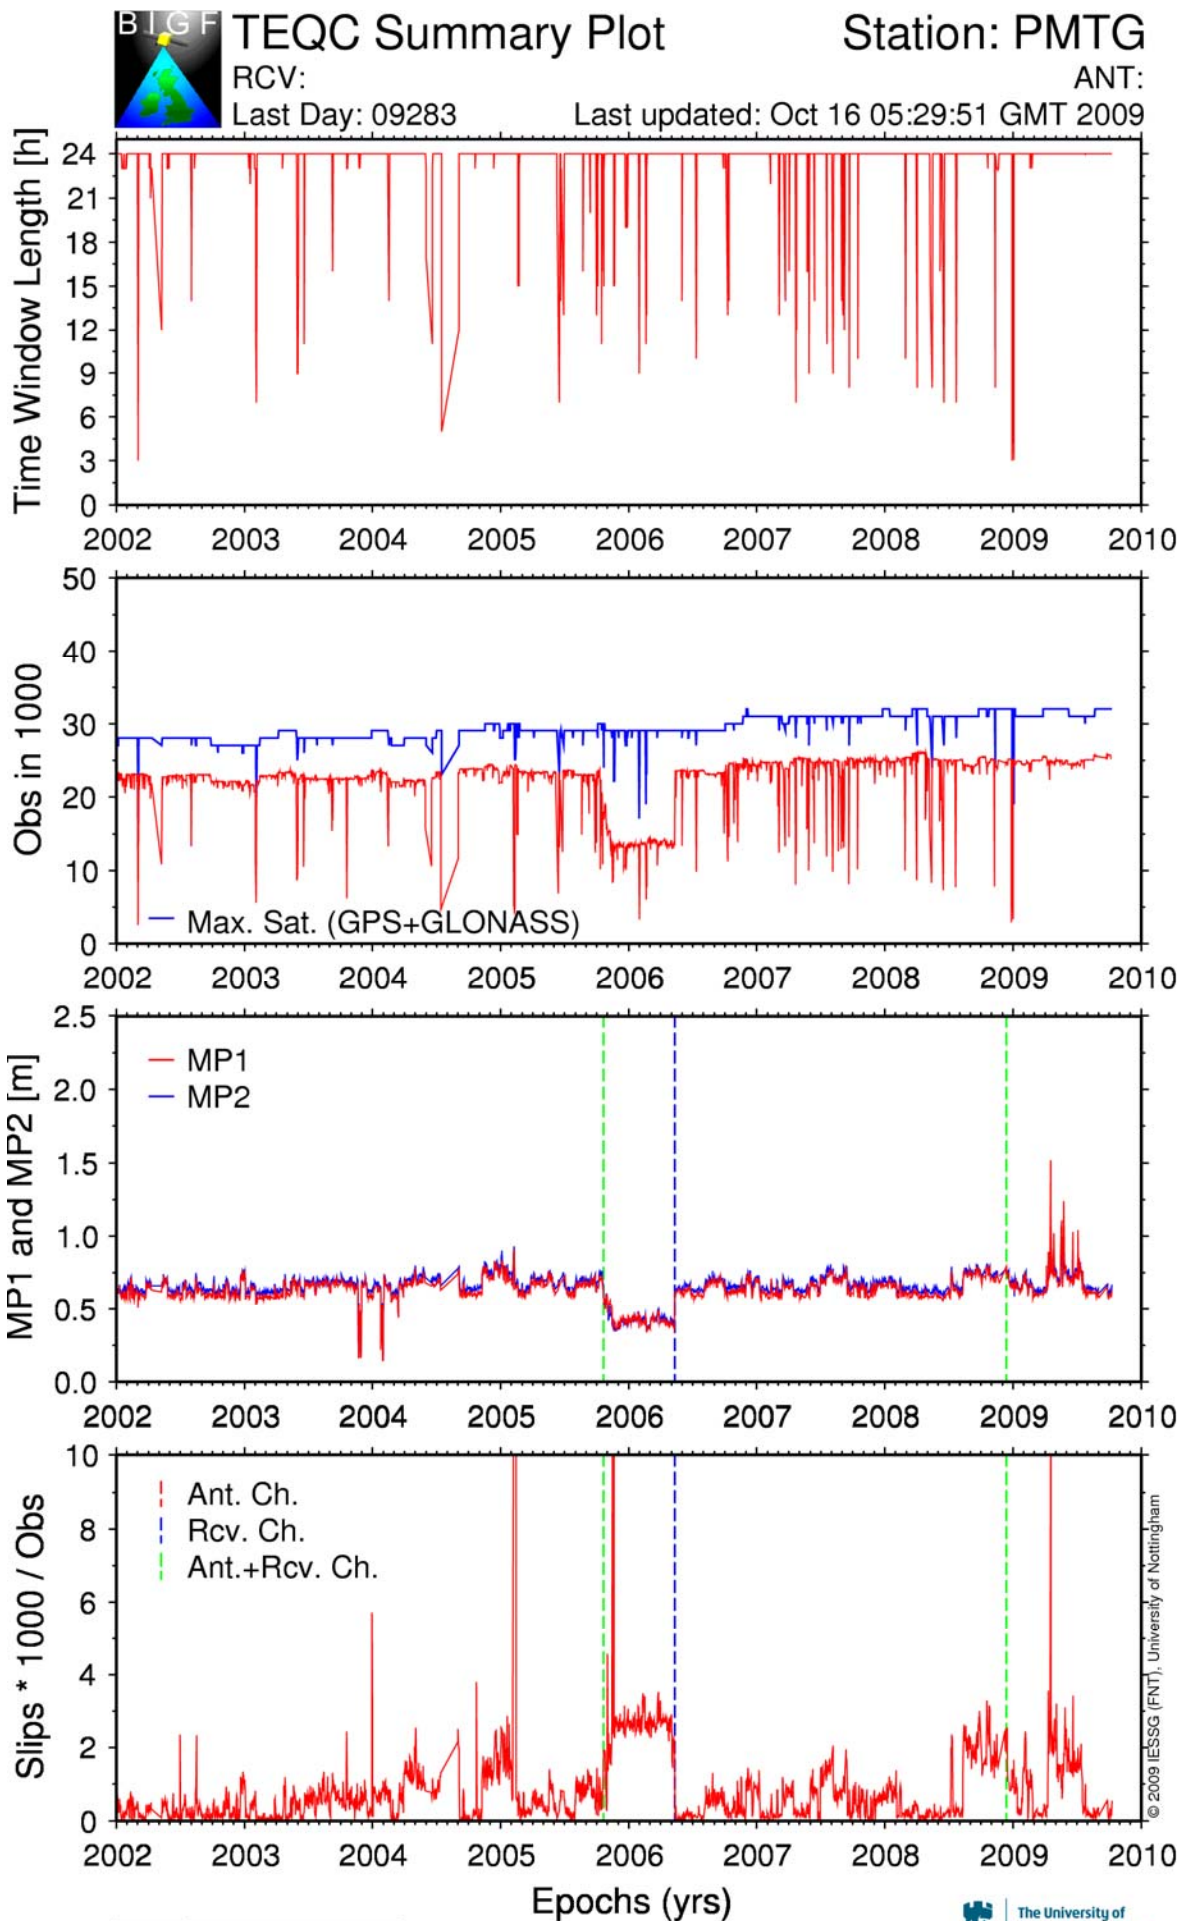 BIGF
TEQC Summary Plot
Station: PMTG
RCV:
ANT:
Last Day: 09283
Last updated: Oct 16 05:29:51 GMT 2009
Time Window Length [h]
24
21
18
15
12
9
6
3
0
2002 2003 2004 2005 2006 2007 2008 2009 2010
Obs in 1000
50
40
30
20
10
0
Max. Sat. (GPS+GLONASS)
2002 2003 2004 2005 2006 2007 2008 2009 2010
MP1 and MP2 [m]
2.5
2.0
1.5
1.0
0.5
0.0
MP1
MP2
2002 2003 2004 2005 2006 2007 2008 2009 2010
Slips * 1000 / Obs
10
8
6
4
2
0
Ant. Ch.
Rcv. Ch.
Ant.+Rcv. Ch.
© 2009 IESSG (FNT), University of Nottingham
2002 2003 2004 2005 2006 2007 2008 2009 2010
Epochs (yrs)
The University of